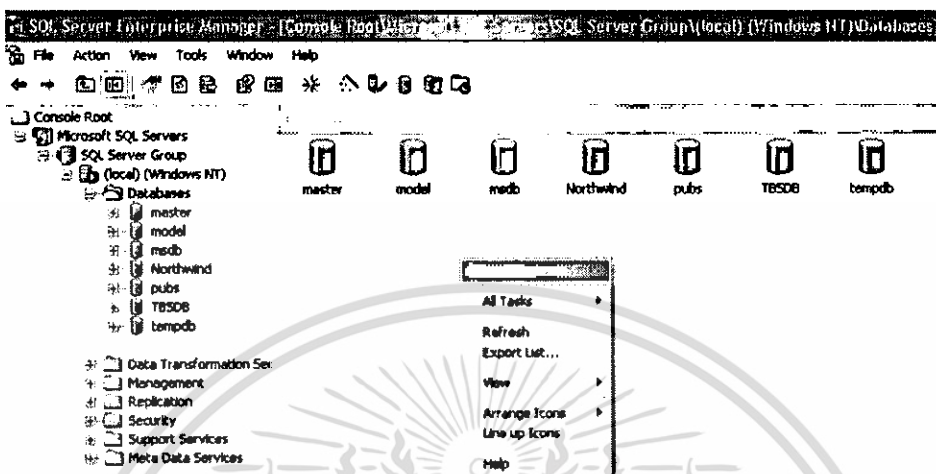 SQL Server Enterprise Manager - [Console Root\Microsoft SQL Servers\SQL Server Group\(local) (Windows NT)\Databases]
File Action View Tools Window Help
Console Root
Microsoft SQL Servers
SQL Server Group
(local) (Windows NT)
Databases
master
model
msdb
Northwind
pubs
TBSDB
tempdb
Data Transformation Ser
Management
Replication
Security
Support Services
Meta Data Services
master model msdb Northwind pubs TBSDB tempdb
All Tasks
Refresh
Export List...
View
Arrange Icons
Line up Icons
Help